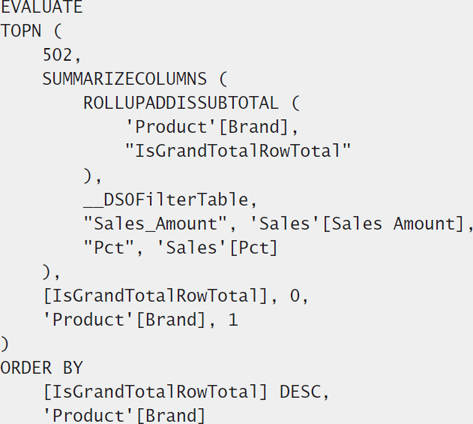 EVALUATE
TOPN (
    502,
    SUMMARIZECOLUMNS (
        ROLLUPADDISSUBTOTAL (
            'Product'[Brand],
            "IsGrandTotalRowTotal"
        ),
        __DS0FilterTable,
        "Sales_Amount", 'Sales'[Sales Amount],
        "Pct", 'Sales'[Pct]
    ),
    [IsGrandTotalRowTotal], 0,
    'Product'[Brand], 1
)
ORDER BY
    [IsGrandTotalRowTotal] DESC,
    'Product'[Brand]